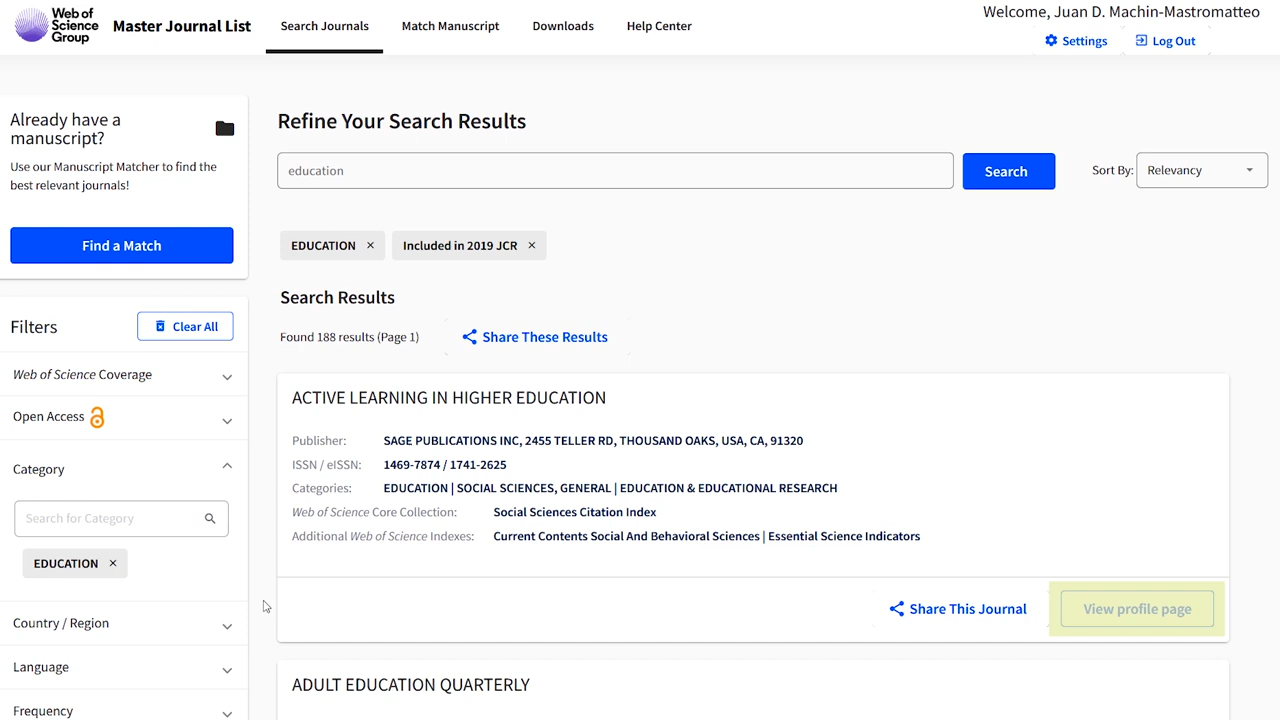 Web of
Science
Group
Master Journal List
Search Journals
Match Manuscript
Downloads
Help Center
Welcome, Juan D. Machin-Mastromatteo
Settings
Log Out
Already have a
manuscript?
Use our Manuscript Matcher to find the
best relevant journals!
Find a Match
Filters
Clear All
Web of Science Coverage
Open Access
Category
Search for Category
EDUCATION ×
Country / Region
Language
Frequency
Refine Your Search Results
education
Search
Sort By:
Relevancy
EDUCATION ×
Included in 2019 JCR ×
Search Results
Found 188 results (Page 1)
Share These Results
ACTIVE LEARNING IN HIGHER EDUCATION
Publisher: SAGE PUBLICATIONS INC, 2455 TELLER RD, THOUSAND OAKS, USA, CA, 91320
ISSN / eISSN: 1469-7874 / 1741-2625
Categories: EDUCATION | SOCIAL SCIENCES, GENERAL | EDUCATION & EDUCATIONAL RESEARCH
Web of Science Core Collection: Social Sciences Citation Index
Additional Web of Science Indexes: Current Contents Social And Behavioral Sciences | Essential Science Indicators
Share This Journal
View profile page
ADULT EDUCATION QUARTERLY